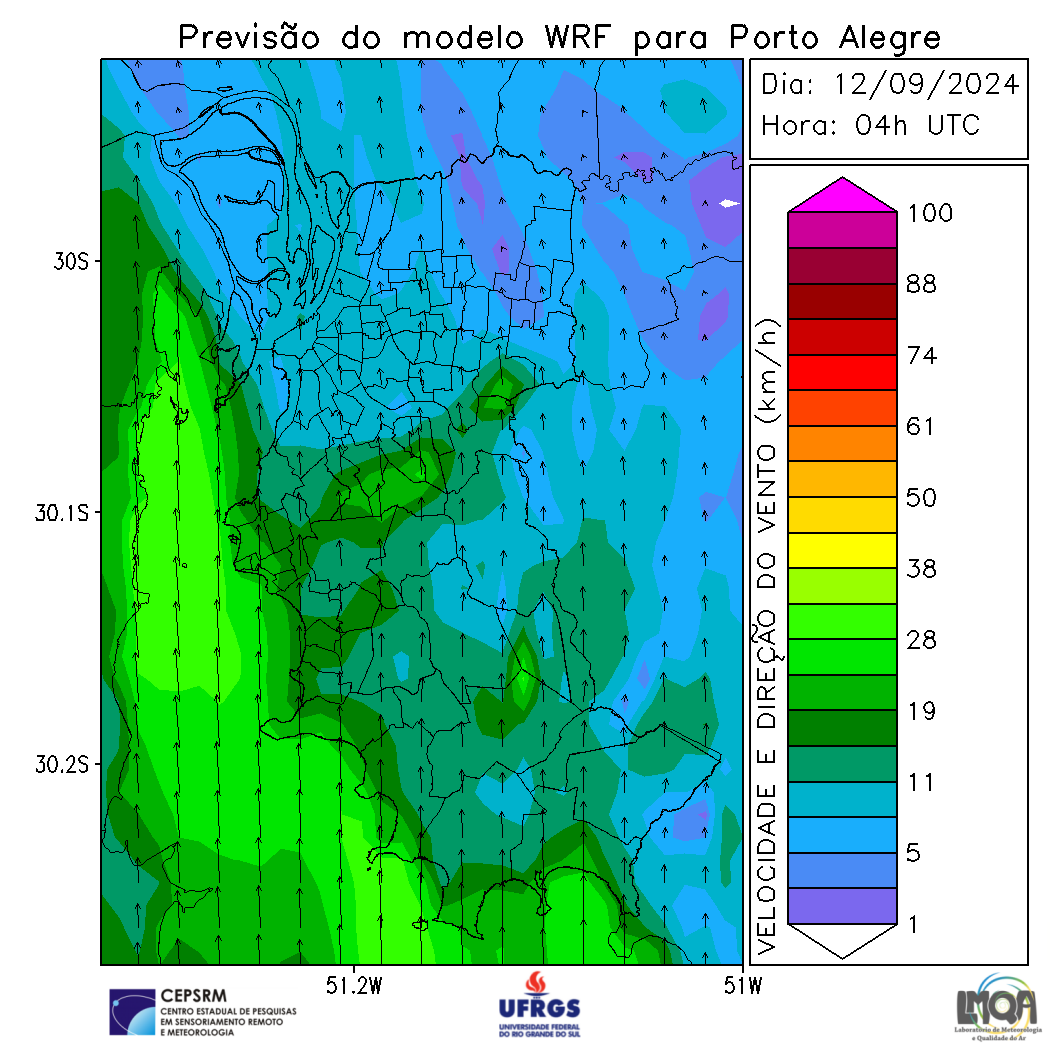 Previsão do modelo WRF para Porto Alegre
Dia: 12/09/2024
Hora: 04h UTC
30S
30.1S
30.2S
51.2W
51W
VELOCIDADE E DIREÇÃO DO VENTO (km/h)
100
88
74
61
50
38
28
19
11
5
1
CEPSRM
CENTRO ESTADUAL DE PESQUISAS
EM SENSORIAMENTO REMOTO
E METEOROLOGIA
UFRGS
UNIVERSIDADE FEDERAL
DO RIO GRANDE DO SUL
LMQA
Laboratório de Meteorologia
e Qualidade do Ar